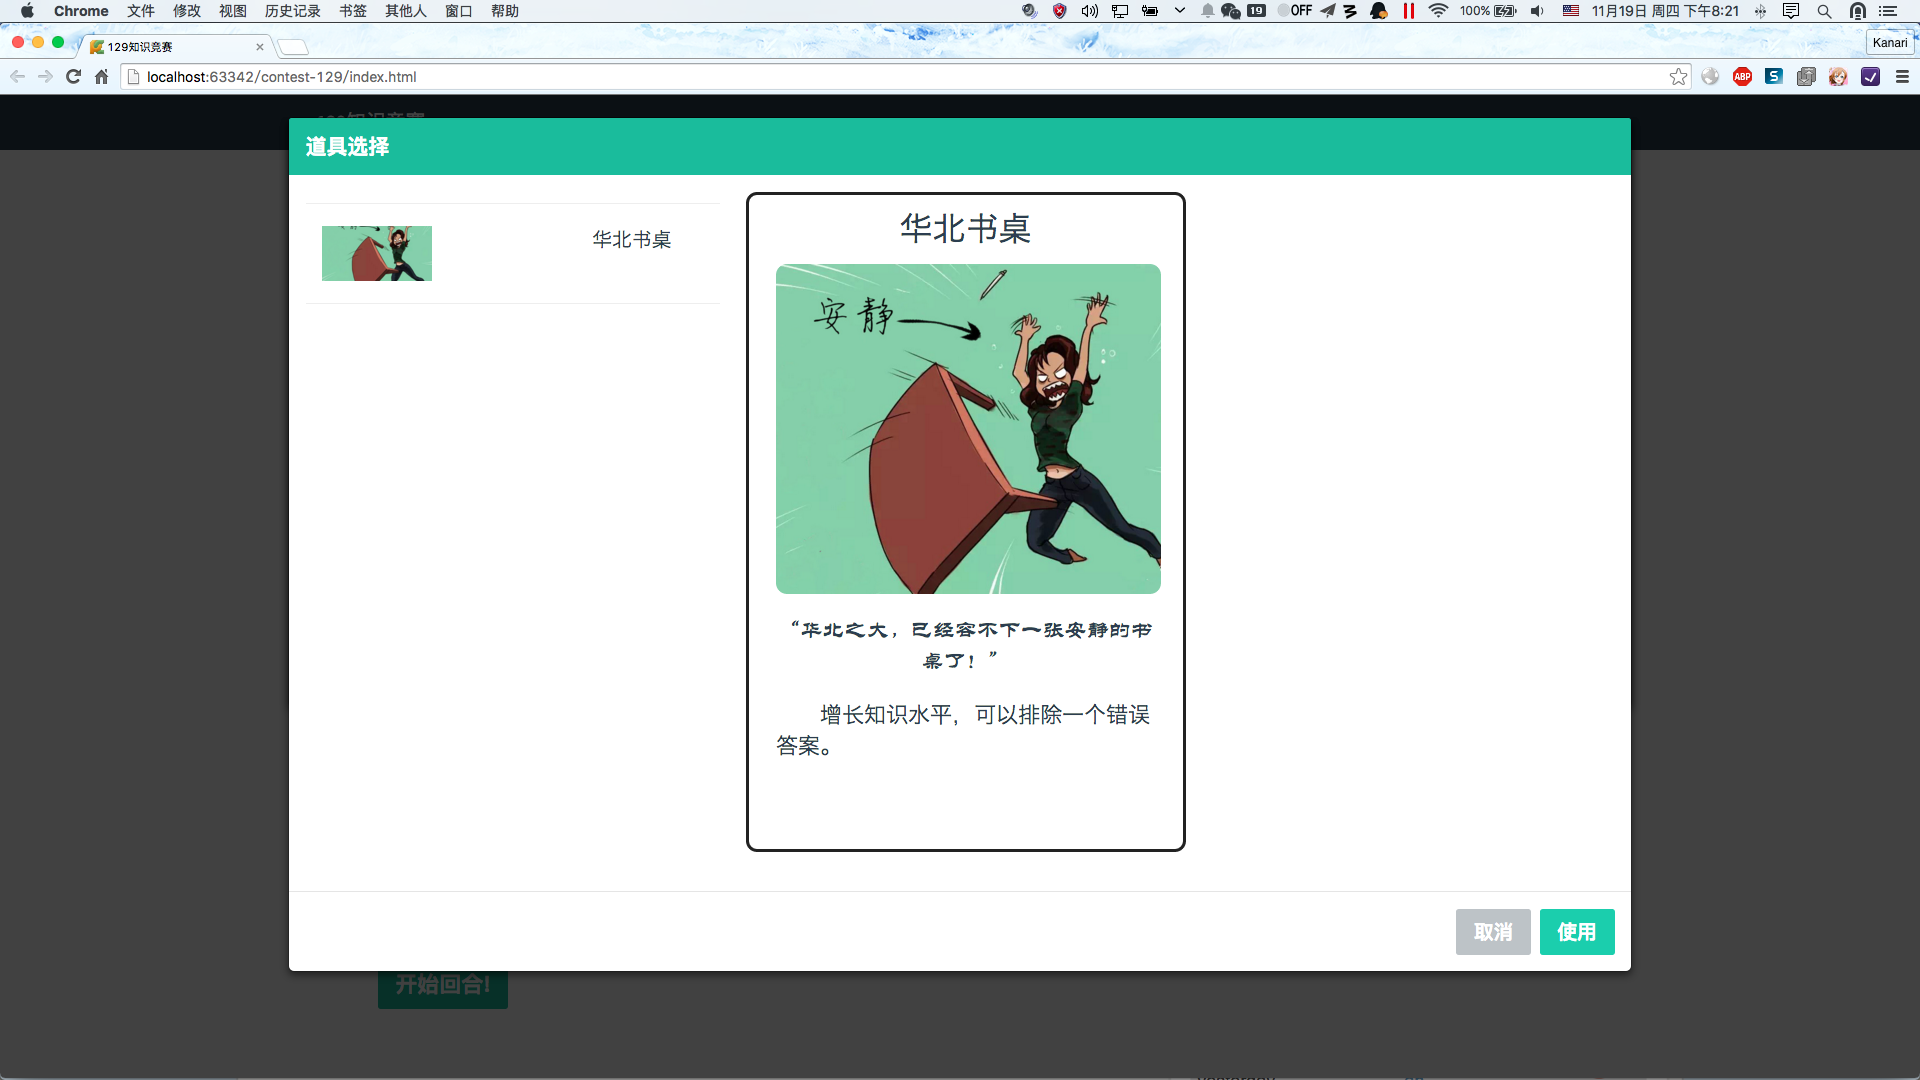 Chrome 文件 修改 视图 历史记录 书签 其他人 窗口 帮助 19 OFF 100% 11月19日 周四 下午8:21
129知识竞赛
Kanari
localhost:63342/contest-129/index.html
ABP
S
道具选择
华北书桌
华北书桌
安静
“华北之大，已经容不下一张安静的书
桌了！”
增长知识水平，可以排除一个错误
答案。
取消
使用
开始回合!